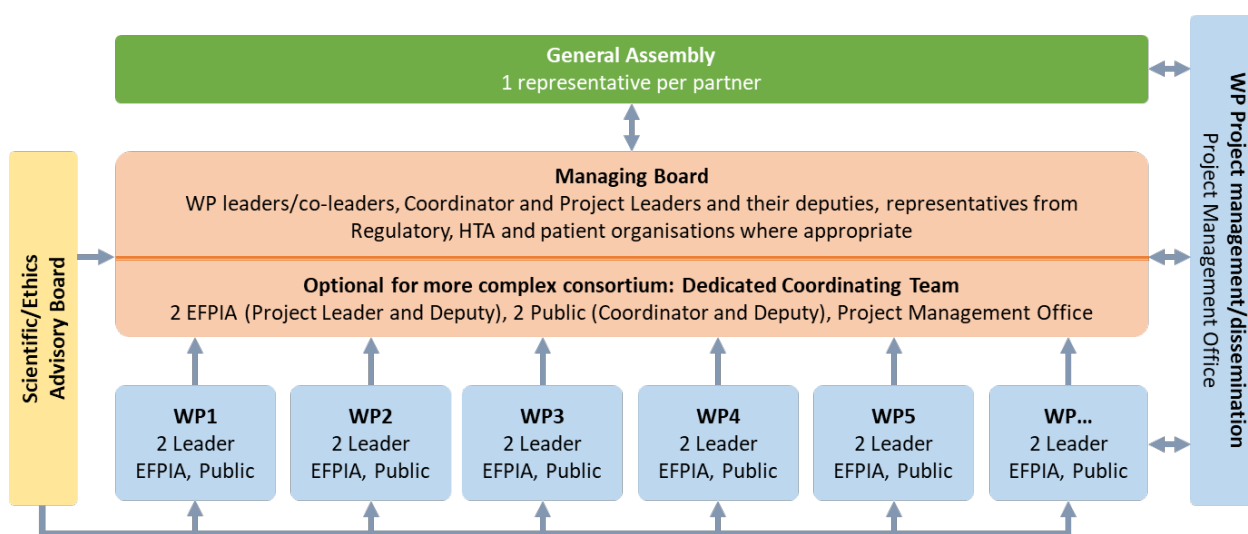 General Assembly
1 representative per partner
Managing Board
WP leaders/co-leaders, Coordinator and Project Leaders and their deputies, representatives from
Regulatory, HTA and patient organisations where appropriate
Optional for more complex consortium: Dedicated Coordinating Team
2 EFPIA (Project Leader and Deputy), 2 Public (Coordinator and Deputy), Project Management Office
Scientific/Ethics
Advisory Board
WP1
2 Leader
EFPIA, Public
WP2
2 Leader
EFPIA, Public
WP3
2 Leader
EFPIA, Public
WP4
2 Leader
EFPIA, Public
WP5
2 Leader
EFPIA, Public
WP...
2 Leader
EFPIA, Public
WP Project management/dissemination
Project Management Office